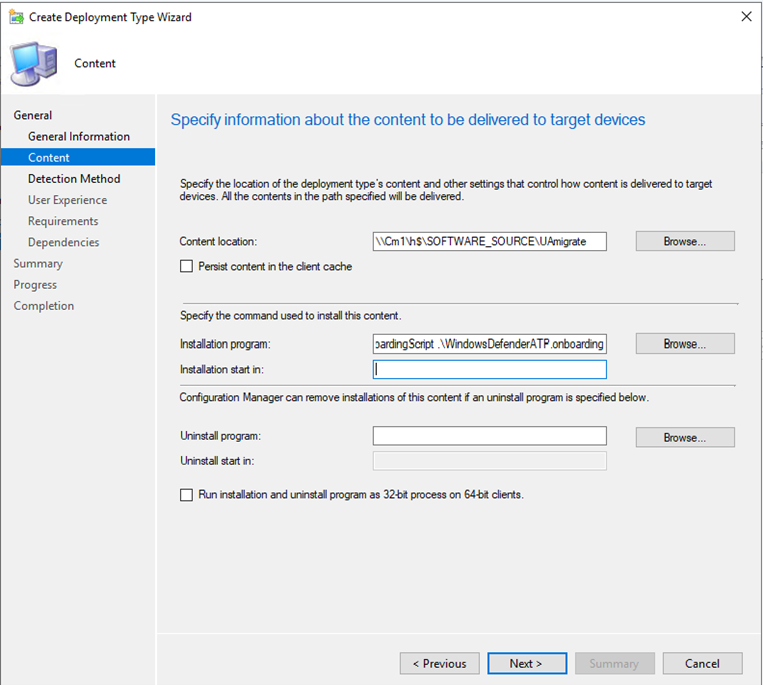 Create Deployment Type Wizard
Content
General
General Information
Content
Detection Method
User Experience
Requirements
Dependencies
Summary
Progress
Completion
Specify information about the content to be delivered to target devices
Specify the location of the deployment type's content and other settings that control how content is delivered to target
devices. All the contents in the path specified will be delivered.
Content location: \\Cm1\h$\SOFTWARE_SOURCE\UAmigrate Browse...
Persist content in the client cache
Specify the command used to install this content.
Installation program: oardingScript .\WindowsDefenderATP.onboarding Browse...
Installation start in:
Configuration Manager can remove installations of this content if an uninstall program is specified below.
Uninstall program: Browse...
Uninstall start in:
Run installation and uninstall program as 32-bit process on 64-bit clients.
< Previous Next > Summary Cancel